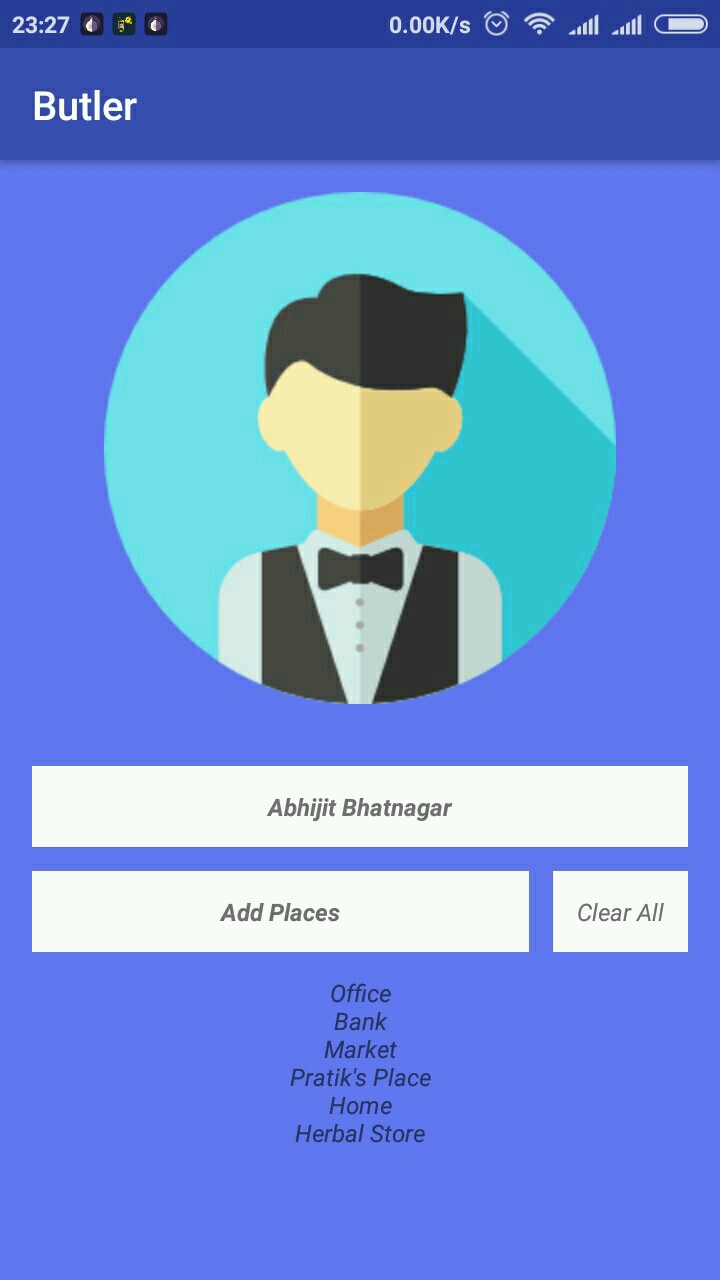 23:27 0.00K/s
Butler
Abhijit Bhatnagar
Add Places Clear All
Office
Bank
Market
Pratik's Place
Home
Herbal Store